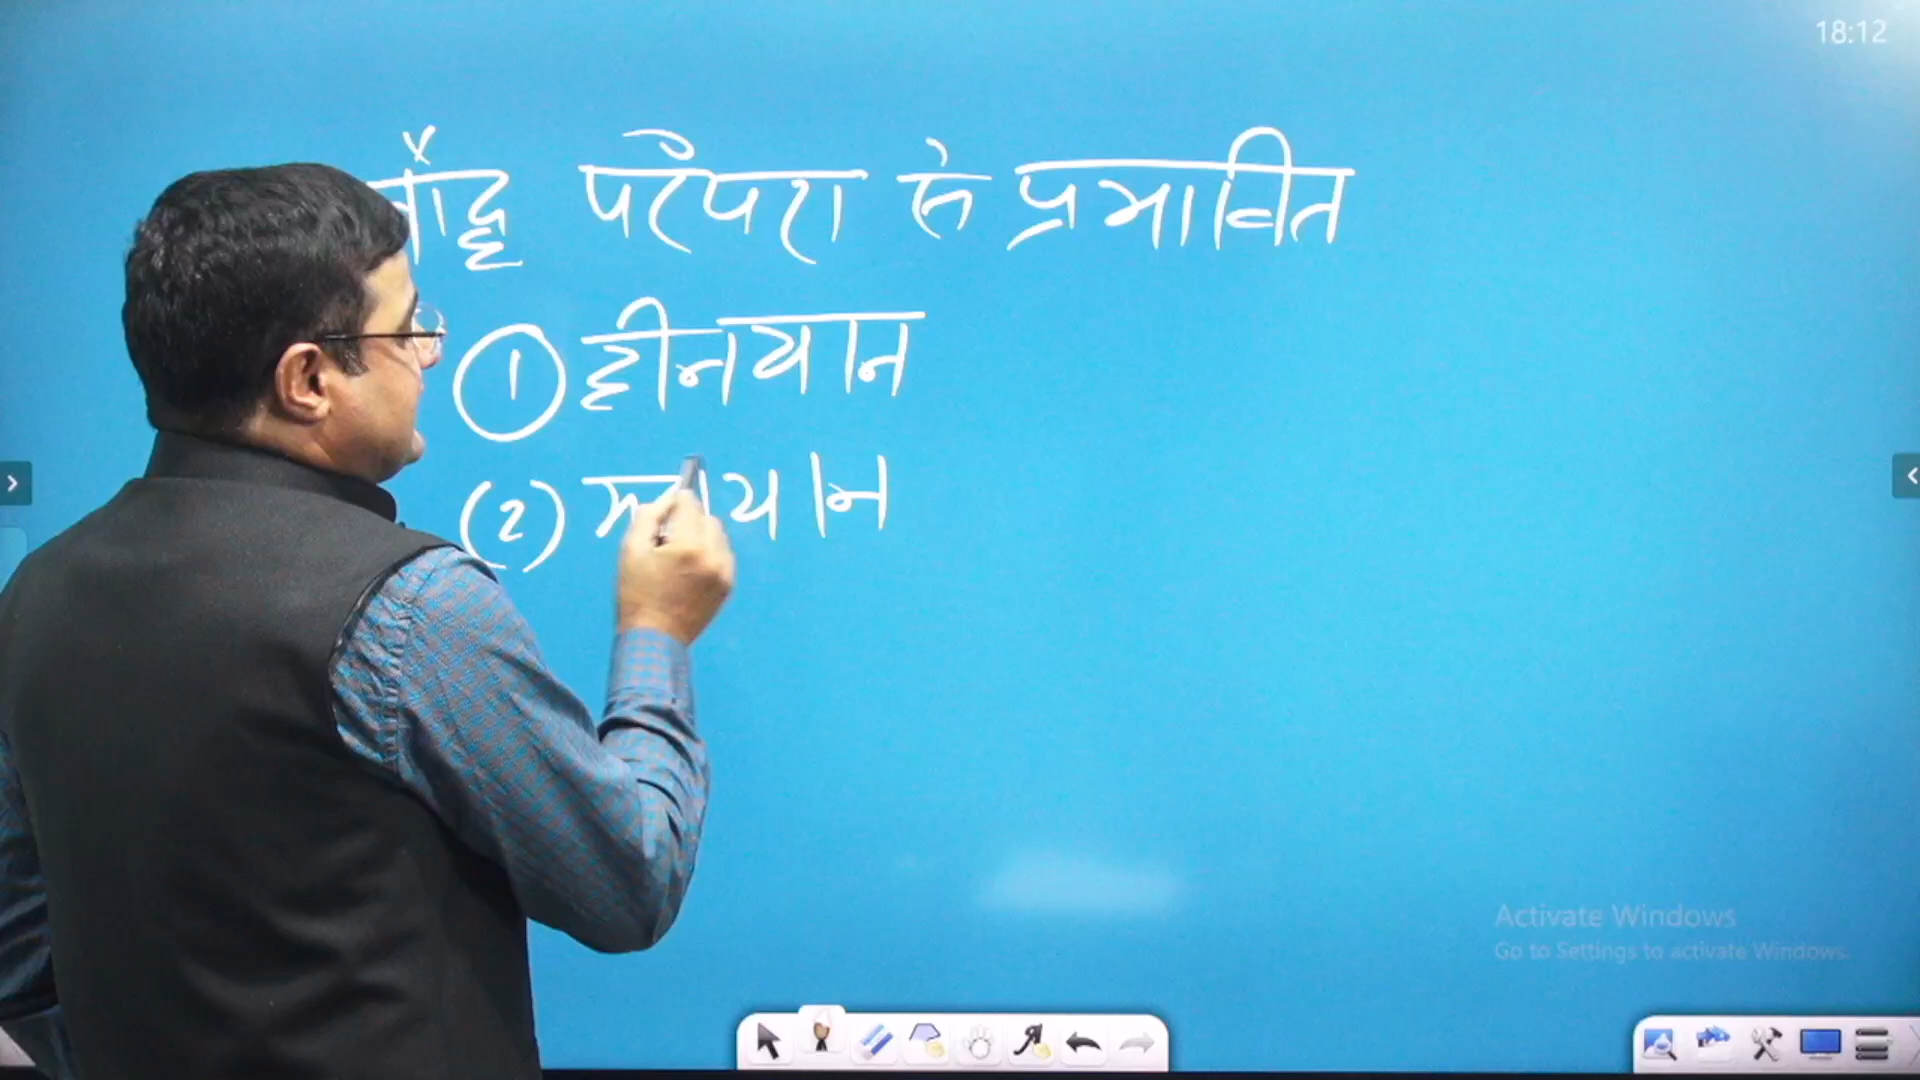 18:12
बौद्ध परंपरा से प्रभावित
① हीनयान
(2)
Activate Windows
Go to Settings to activate Windows.